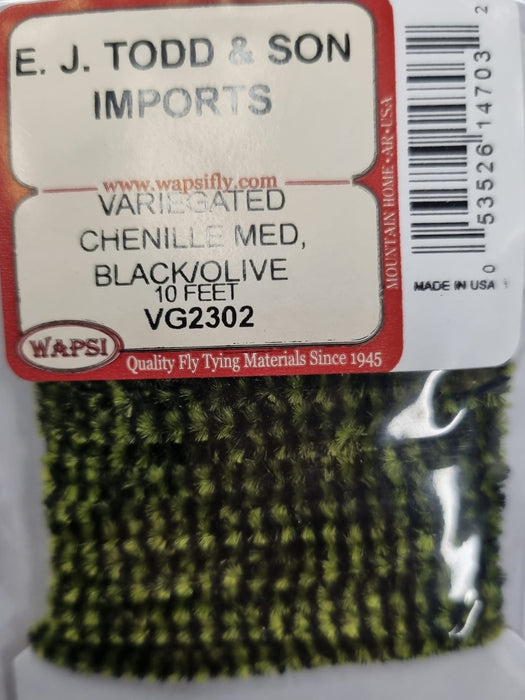 E. J. TODD & SON
IMPORTS
www.wapsifly.com
VARIEGATED
CHENILLE MED,
BLACK/OLIVE
10 FEET
VG2302
WAPSI
Quality Fly Tying Materials Since 1945
MOUNTAIN HOME · AR · USA
0 53526 14703 2
MADE IN USA